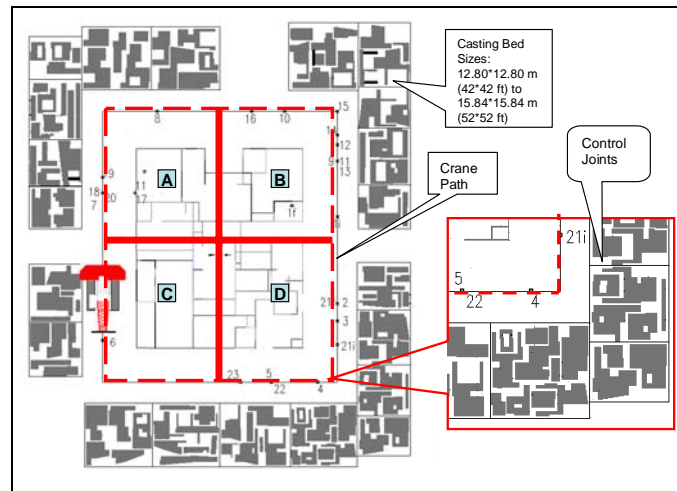 Casting Bed
Sizes:
12.80*12.80 m
(42*42 ft) to
15.84*15.84 m
(52*52 ft)
Control
Joints
Crane
Path
8
16
10
15
14
12
9
11
13
9
18
20
7
11
17
A
B
1f
C
D
6
21
2
3
21i
23
5
22
4
21i
5
22
4